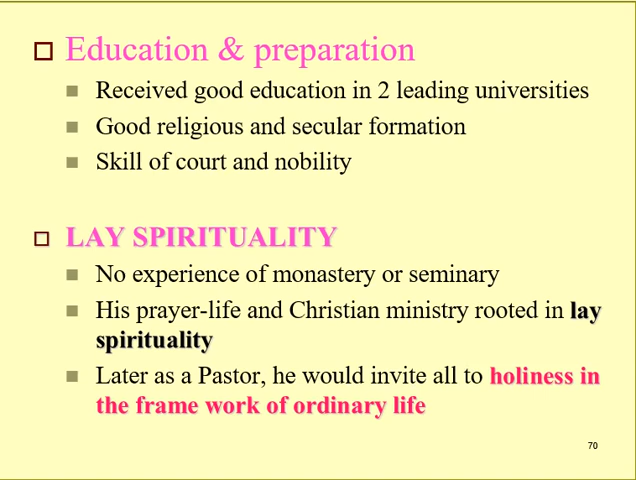 Education & preparation
Received good education in 2 leading universities
Good religious and secular formation
Skill of court and nobility
LAY SPIRITUALITY
No experience of monastery or seminary
His prayer-life and Christian ministry rooted in lay
spirituality
Later as a Pastor, he would invite all to holiness in
the frame work of ordinary life
70